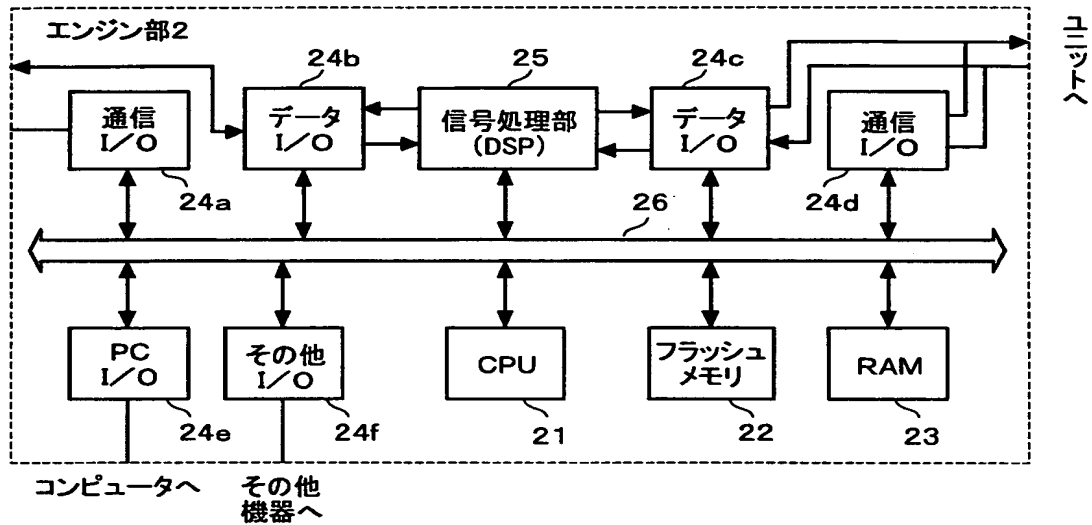 エンジン部2
ユニットへ
24b
25
24c
通信
I/O
データ
I/O
信号処理部
(DSP)
データ
I/O
通信
I/O
24a
24d
26
PC
I/O
その他
I/O
CPU
フラッシュ
メモリ
RAM
24e
24f
21
22
23
コンピュータへ
その他
機器へ